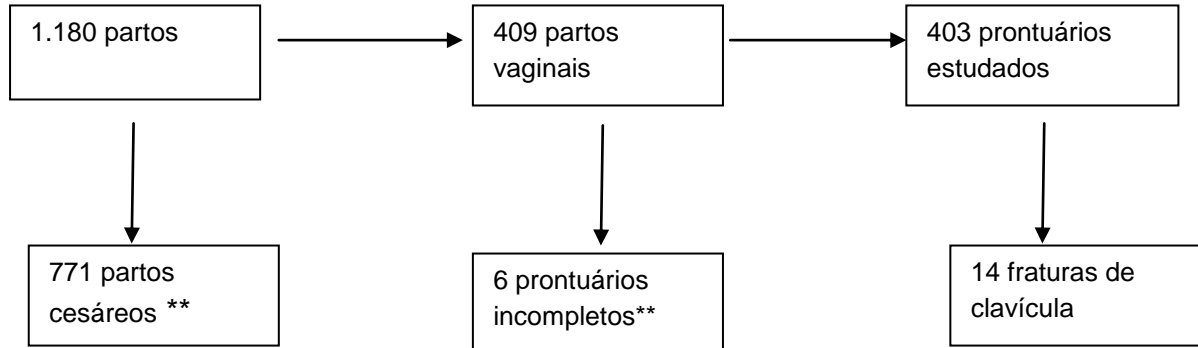 1.180 partos
409 partos
vaginais
403 prontuários
estudados
771 partos
cesáreos **
6 prontuários
incompletos**
14 fraturas de
clavícula